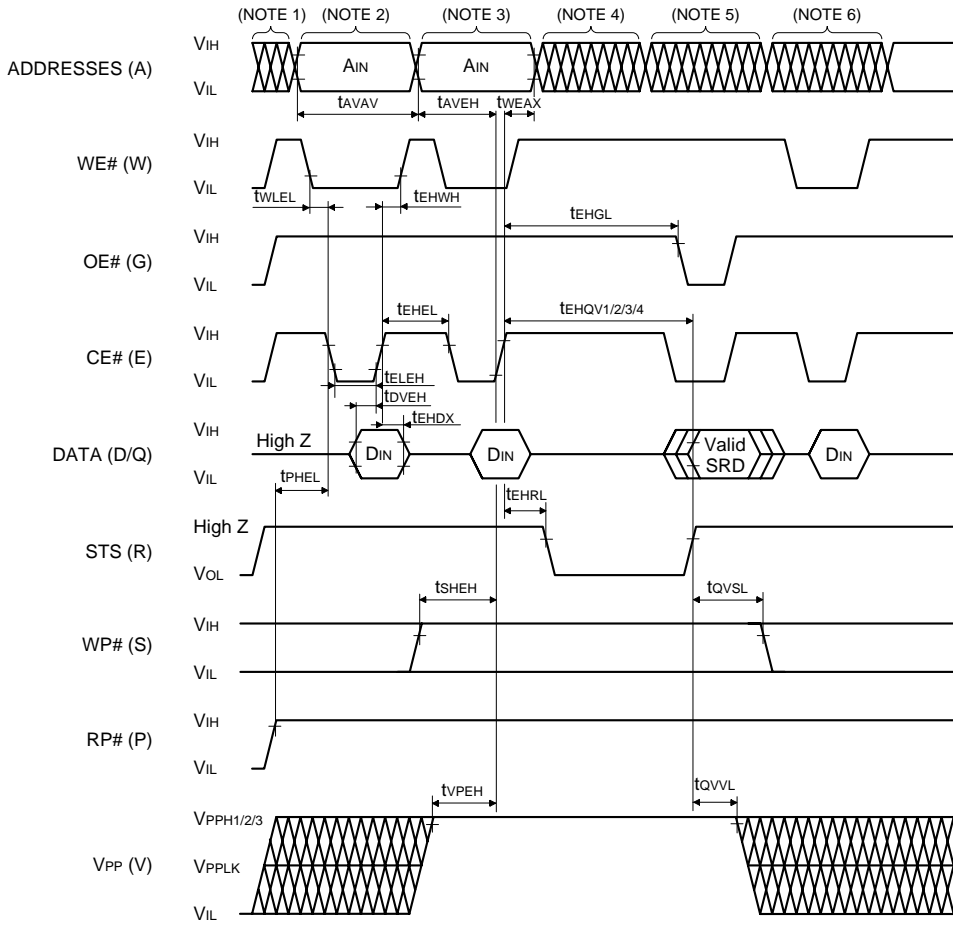 (NOTE 1) (NOTE 2) (NOTE 3) (NOTE 4) (NOTE 5) (NOTE 6)
VIH
ADDRESSES (A) AIN AIN
VIL
tAVAV tAVEH tWEAX
VIH
WE# (W)
VIL
tWLEL tEHWH
tEHGL
VIH
OE# (G)
VIL
tEHEL tEHQV1/2/3/4
VIH
CE# (E)
VIL
tELEH
tDVEH
tEHDX
VIH
High Z
DATA (D/Q) DIN DIN Valid SRD DIN
VIL
tPHEL
tEHRL
High Z
STS (R)
VOL
tSHEH tQVSL
VIH
WP# (S)
VIL
VIH
RP# (P)
VIL
tVPEH tQVVL
VPPH1/2/3
VPP (V) VPPLK
VIL